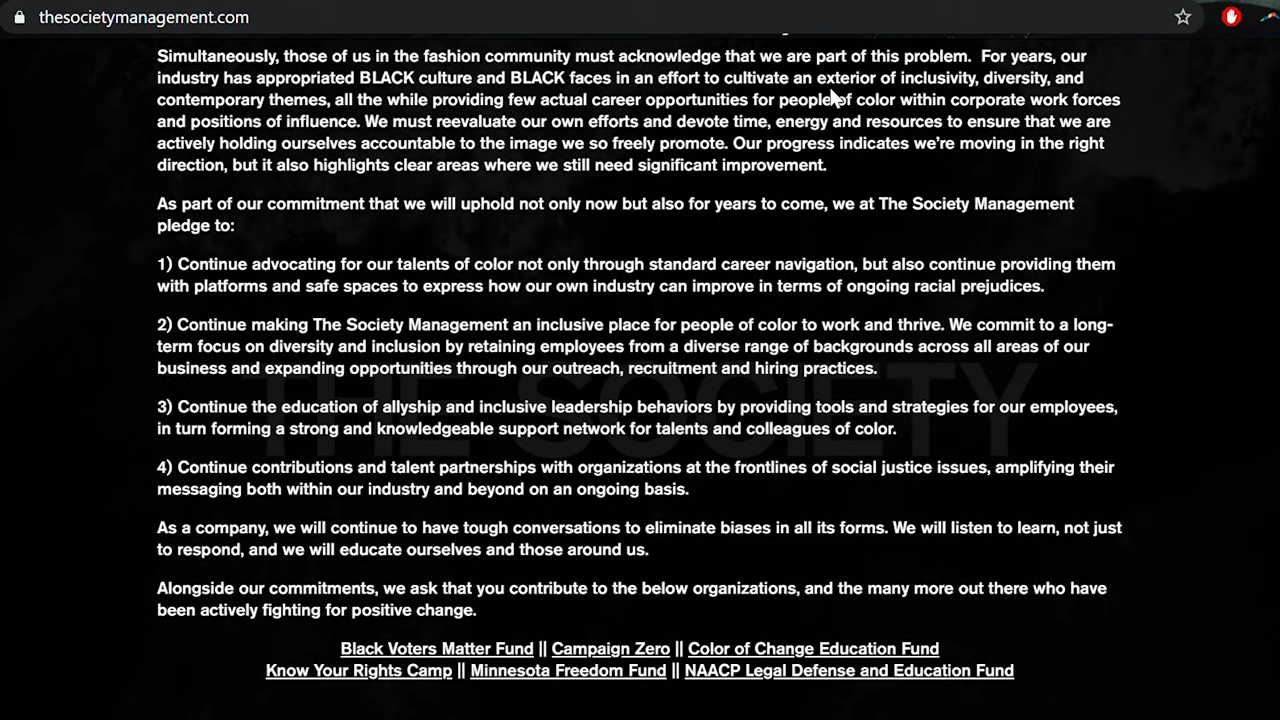 thesocietymanagement.com
Simultaneously, those of us in the fashion community must acknowledge that we are part of this problem.  For years, our
industry has appropriated BLACK culture and BLACK faces in an effort to cultivate an exterior of inclusivity, diversity, and
contemporary themes, all the while providing few actual career opportunities for people of color within corporate work forces
and positions of influence. We must reevaluate our own efforts and devote time, energy and resources to ensure that we are
actively holding ourselves accountable to the image we so freely promote. Our progress indicates we're moving in the right
direction, but it also highlights clear areas where we still need significant improvement.
As part of our commitment that we will uphold not only now but also for years to come, we at The Society Management
pledge to:
1) Continue advocating for our talents of color not only through standard career navigation, but also continue providing them
with platforms and safe spaces to express how our own industry can improve in terms of ongoing racial prejudices.
2) Continue making The Society Management an inclusive place for people of color to work and thrive. We commit to a long-
term focus on diversity and inclusion by retaining employees from a diverse range of backgrounds across all areas of our
business and expanding opportunities through our outreach, recruitment and hiring practices.
THE SOCIETY
3) Continue the education of allyship and inclusive leadership behaviors by providing tools and strategies for our employees,
in turn forming a strong and knowledgeable support network for talents and colleagues of color.
4) Continue contributions and talent partnerships with organizations at the frontlines of social justice issues, amplifying their
messaging both within our industry and beyond on an ongoing basis.
As a company, we will continue to have tough conversations to eliminate biases in all its forms. We will listen to learn, not just
to respond, and we will educate ourselves and those around us.
Alongside our commitments, we ask that you contribute to the below organizations, and the many more out there who have
been actively fighting for positive change.
Black Voters Matter Fund || Campaign Zero || Color of Change Education Fund
Know Your Rights Camp || Minnesota Freedom Fund || NAACP Legal Defense and Education Fund